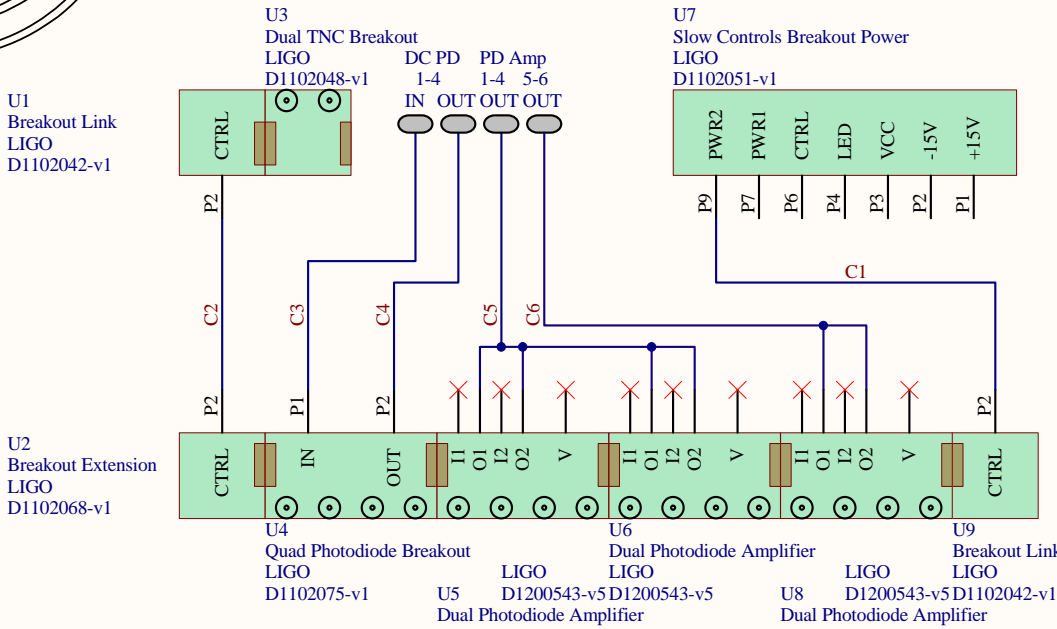 U3
Dual TNC Breakout
LIGO
D1102048-v1
DC PD PD Amp
1-4 1-4 5-6
IN OUT OUT OUT
U7
Slow Controls Breakout Power
LIGO
D1102051-v1
U1
Breakout Link
LIGO
D1102042-v1
CTRL
PWR2 PWR1 CTRL LED VCC -15V +15V
P2
P9 P7 P6 P4 P3 P2 P1
C1
C2 C3 C4 C5 C6
P2 P1 P2 P2
U2
Breakout Extension
LIGO
D1102068-v1
CTRL IN OUT I1 O1 I2 O2 V I1 O1 I2 O2 V I1 O1 I2 O2 V CTRL
U4
Quad Photodiode Breakout
LIGO
D1102075-v1
U5
LIGO
D1200543-v5
Dual Photodiode Amplifier
U6
Dual Photodiode Amplifier
LIGO
D1200543-v5
U8
LIGO
D1200543-v5
Dual Photodiode Amplifier
U9
Breakout Link
LIGO
D1102042-v1